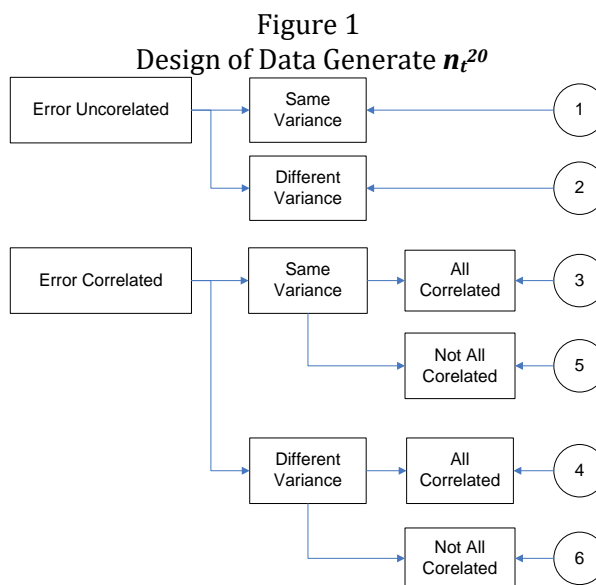 Figure 1
Design of Data Generate nt20
Error Uncorelated
Same
Variance
1
Different
Variance
2
Error Correlated
Same
Variance
All
Correlated
3
Not All
Corelated
5
Different
Variance
All
Correlated
4
Not All
Corelated
6